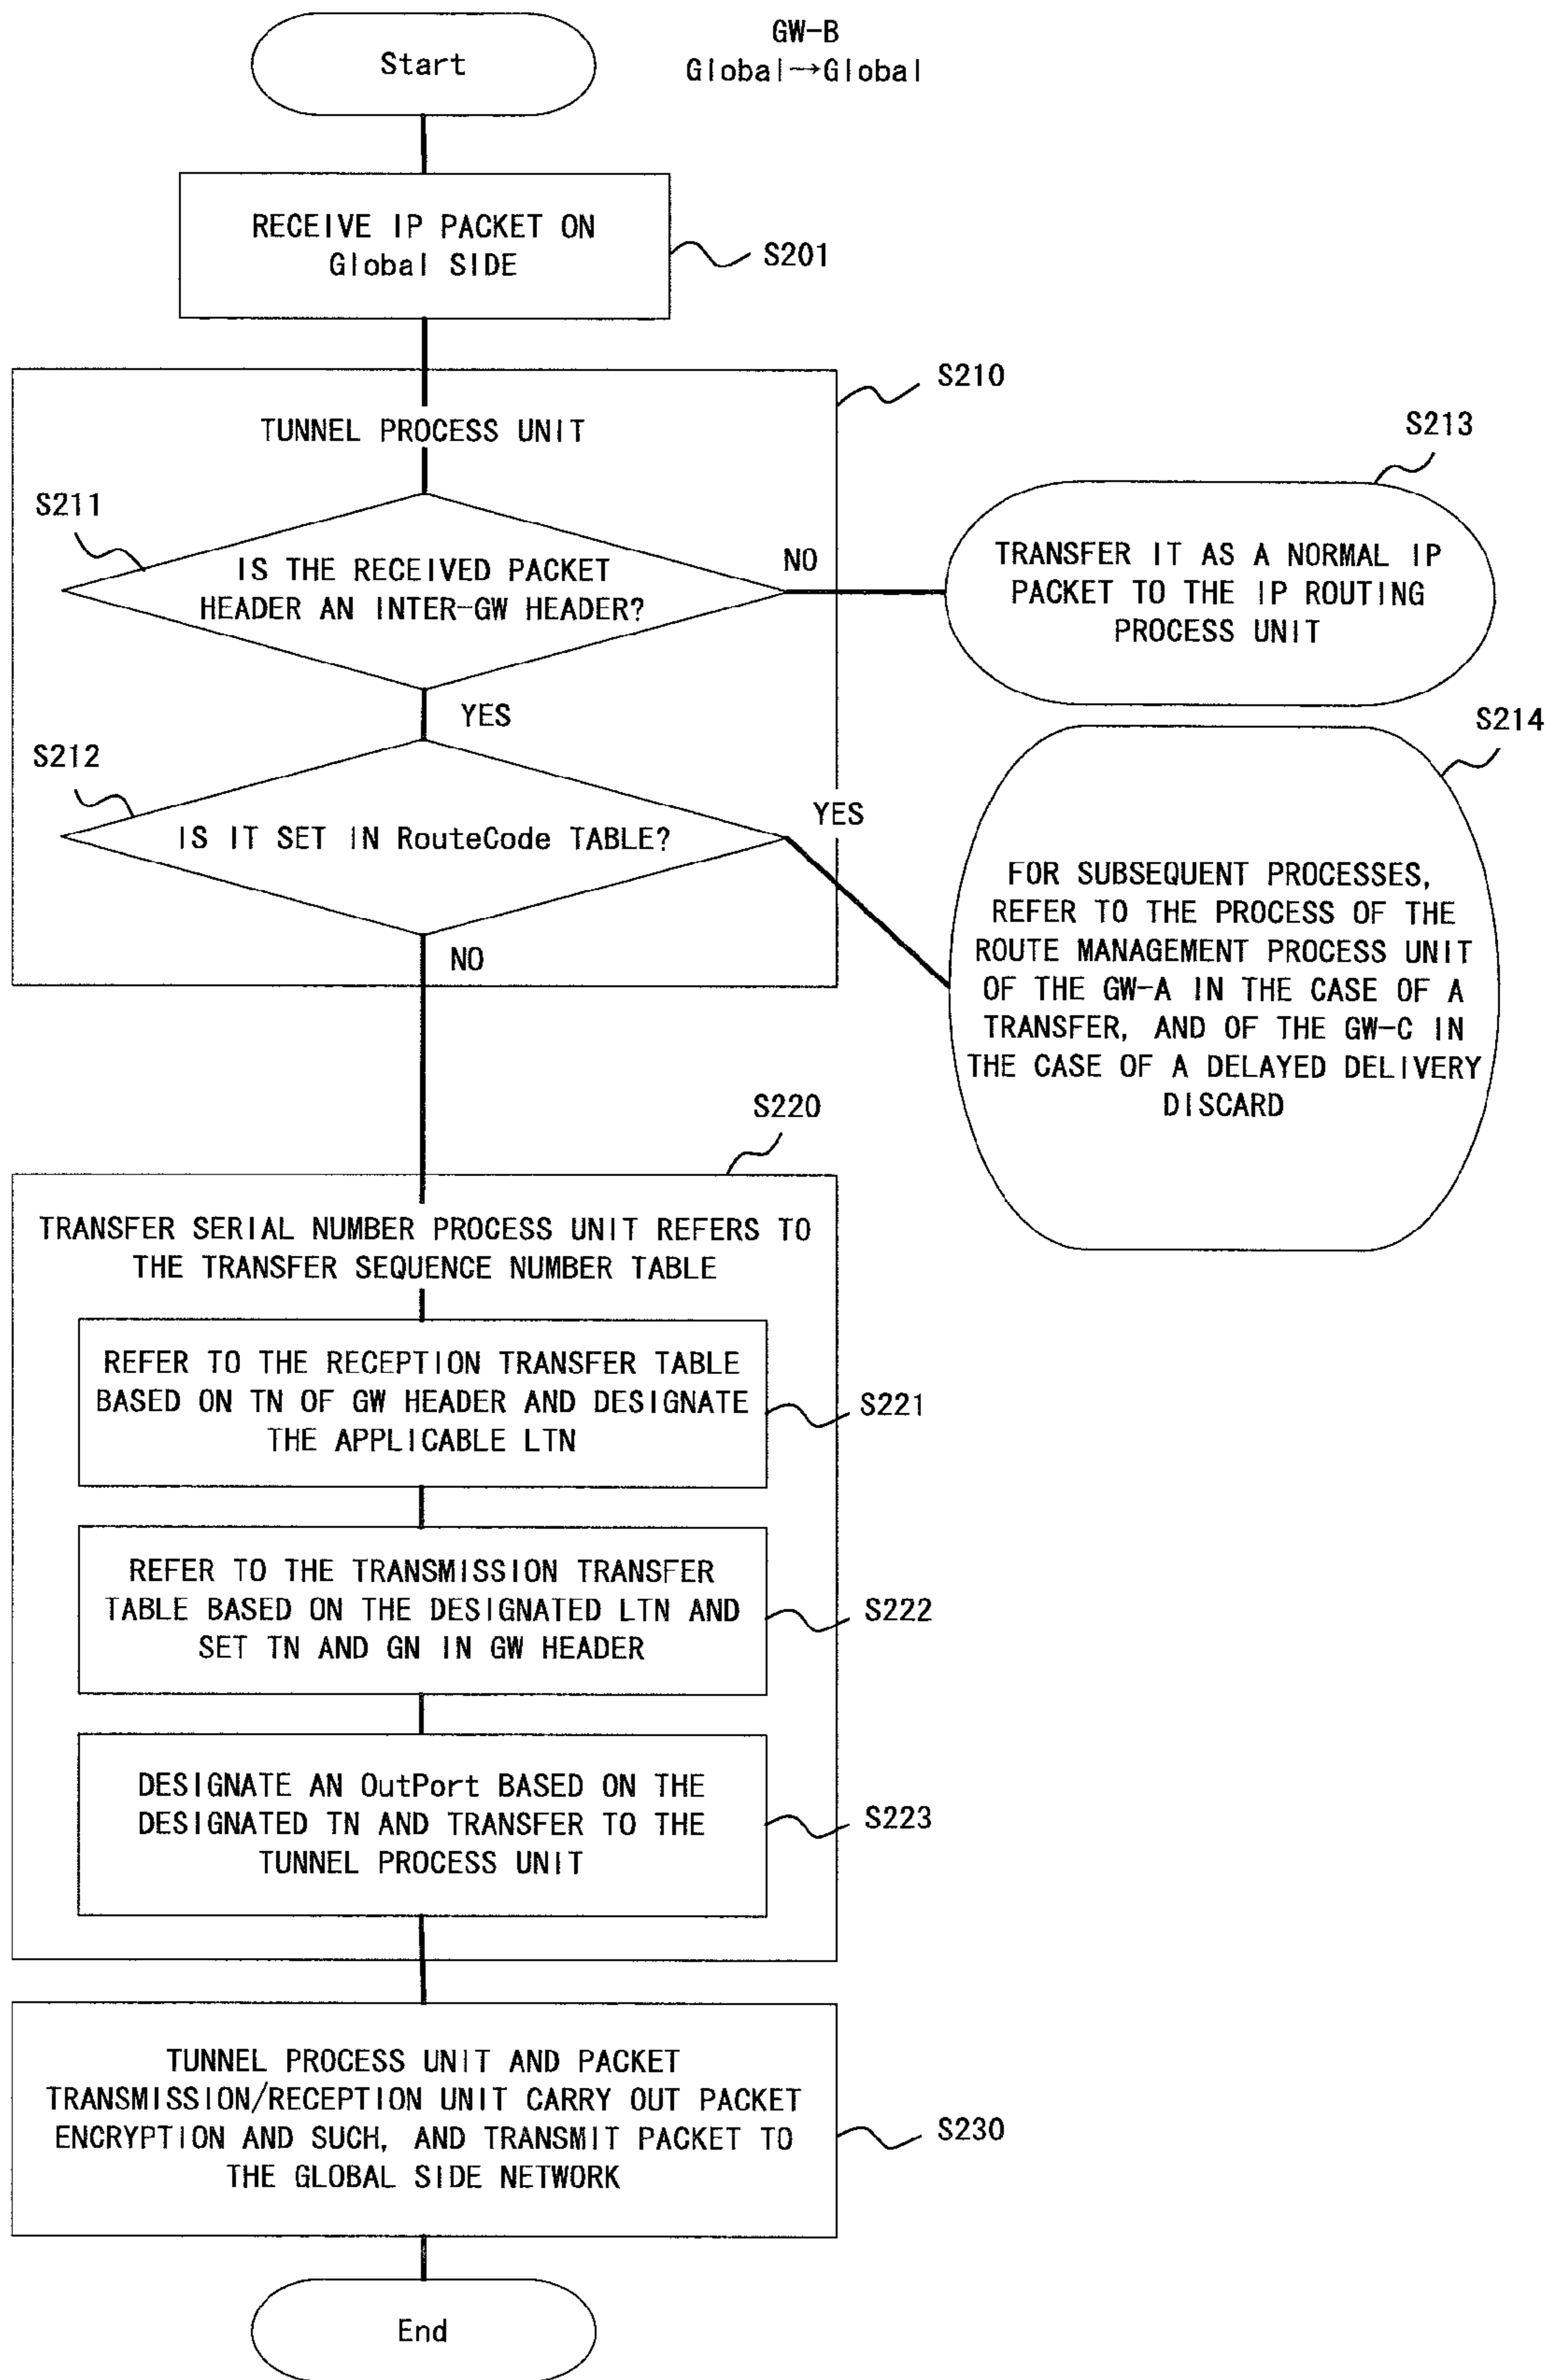 Start
GW-B
Global→Global
RECEIVE IP PACKET ON
Global SIDE
S201
S210
TUNNEL PROCESS UNIT
S211
IS THE RECEIVED PACKET
HEADER AN INTER-GW HEADER?
NO
S213
TRANSFER IT AS A NORMAL IP
PACKET TO THE IP ROUTING
PROCESS UNIT
YES
S212
IS IT SET IN RouteCode TABLE?
YES
S214
FOR SUBSEQUENT PROCESSES,
REFER TO THE PROCESS OF THE
ROUTE MANAGEMENT PROCESS UNIT
OF THE GW-A IN THE CASE OF A
TRANSFER, AND OF THE GW-C IN
THE CASE OF A DELAYED DELIVERY
DISCARD
NO
S220
TRANSFER SERIAL NUMBER PROCESS UNIT REFERS TO
THE TRANSFER SEQUENCE NUMBER TABLE
REFER TO THE RECEPTION TRANSFER TABLE
BASED ON TN OF GW HEADER AND DESIGNATE
THE APPLICABLE LTN
S221
REFER TO THE TRANSMISSION TRANSFER
TABLE BASED ON THE DESIGNATED LTN AND
SET TN AND GN IN GW HEADER
S222
DESIGNATE AN OutPort BASED ON THE
DESIGNATED TN AND TRANSFER TO THE
TUNNEL PROCESS UNIT
S223
TUNNEL PROCESS UNIT AND PACKET
TRANSMISSION/RECEPTION UNIT CARRY OUT PACKET
ENCRYPTION AND SUCH, AND TRANSMIT PACKET TO
THE GLOBAL SIDE NETWORK
S230
End